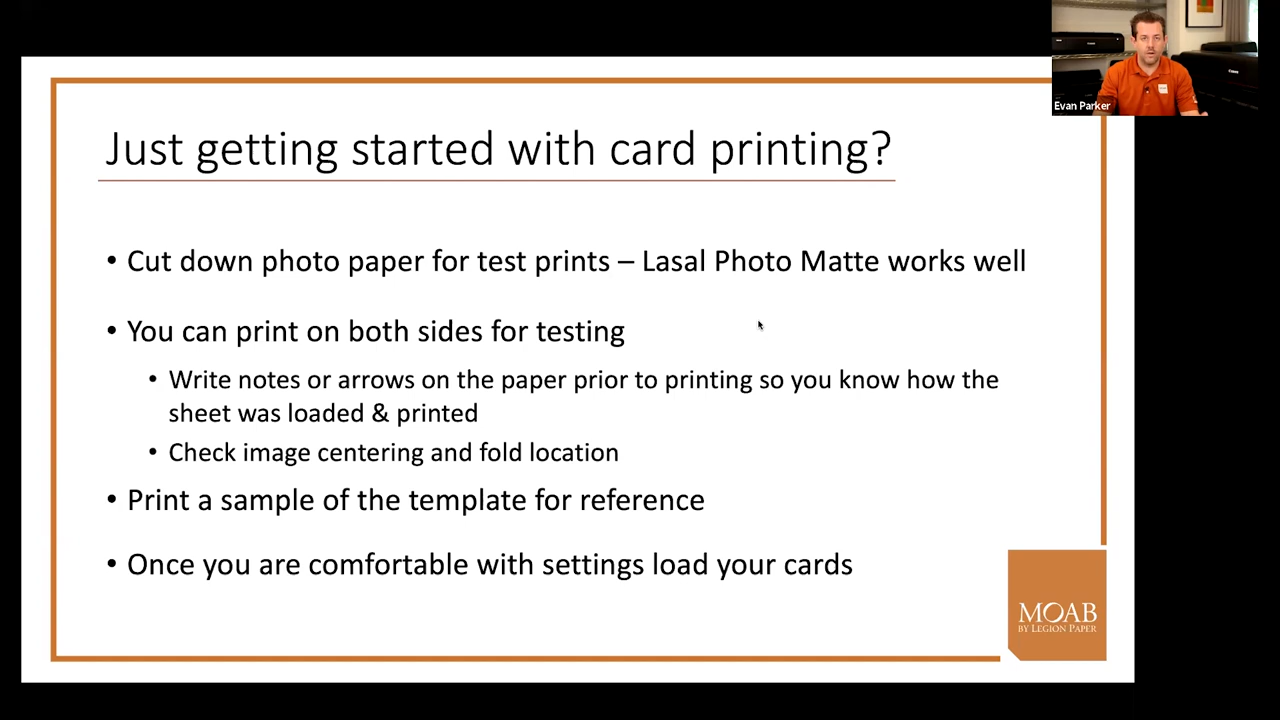 Evan Parker
Just getting started with card printing?
• Cut down photo paper for test prints – Lasal Photo Matte works well
• You can print on both sides for testing
• Write notes or arrows on the paper prior to printing so you know how the
sheet was loaded & printed
• Check image centering and fold location
• Print a sample of the template for reference
• Once you are comfortable with settings load your cards
MOAB
BY LEGION PAPER